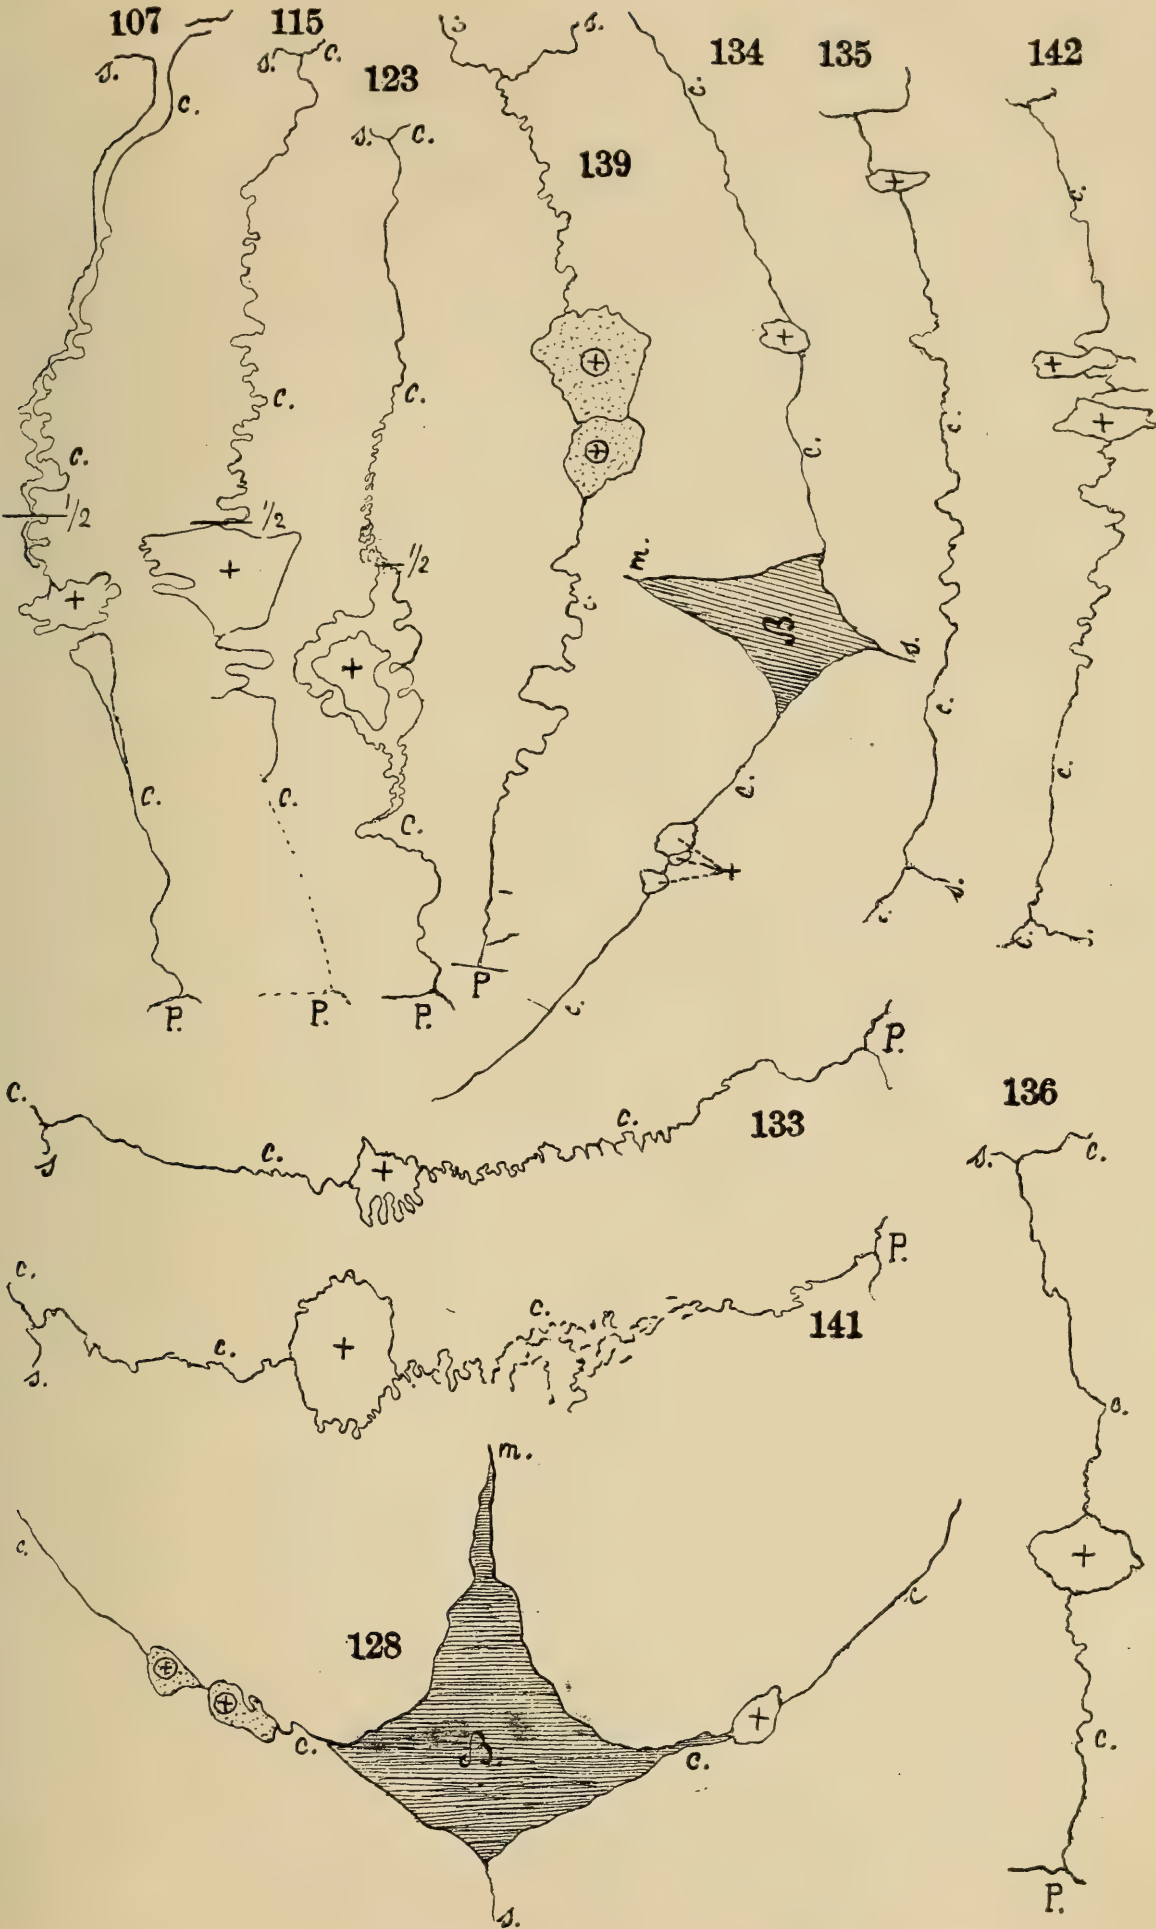 107
s.
c.
c.
1/2
+
c.
P.
115
s. c.
c.
1/2
+
c.
P.
123
s. c.
c.
1/2
+
c.
P.
c. s.
139
+
+
c.
P
134
c.
+
c.
m.
B
s.
c.
+
c.
135
+
c.
c.
c. s.
142
c.
+
+
c.
c. s.
c.
s
c.
+
c.
133
P.
c.
s.
c.
+
c.
141
P.
136
s. c.
c.
+
c.
P.
m.
c.
128
+
+
c.
B.
c.
+
c
s.